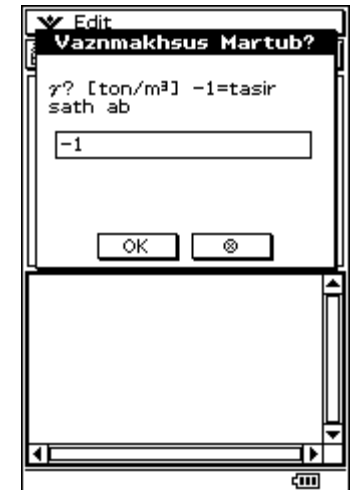 Edit
Vaznmakhsus Martub?
γ? [ton/m³] -1=tasir
sath ab
-1
OK